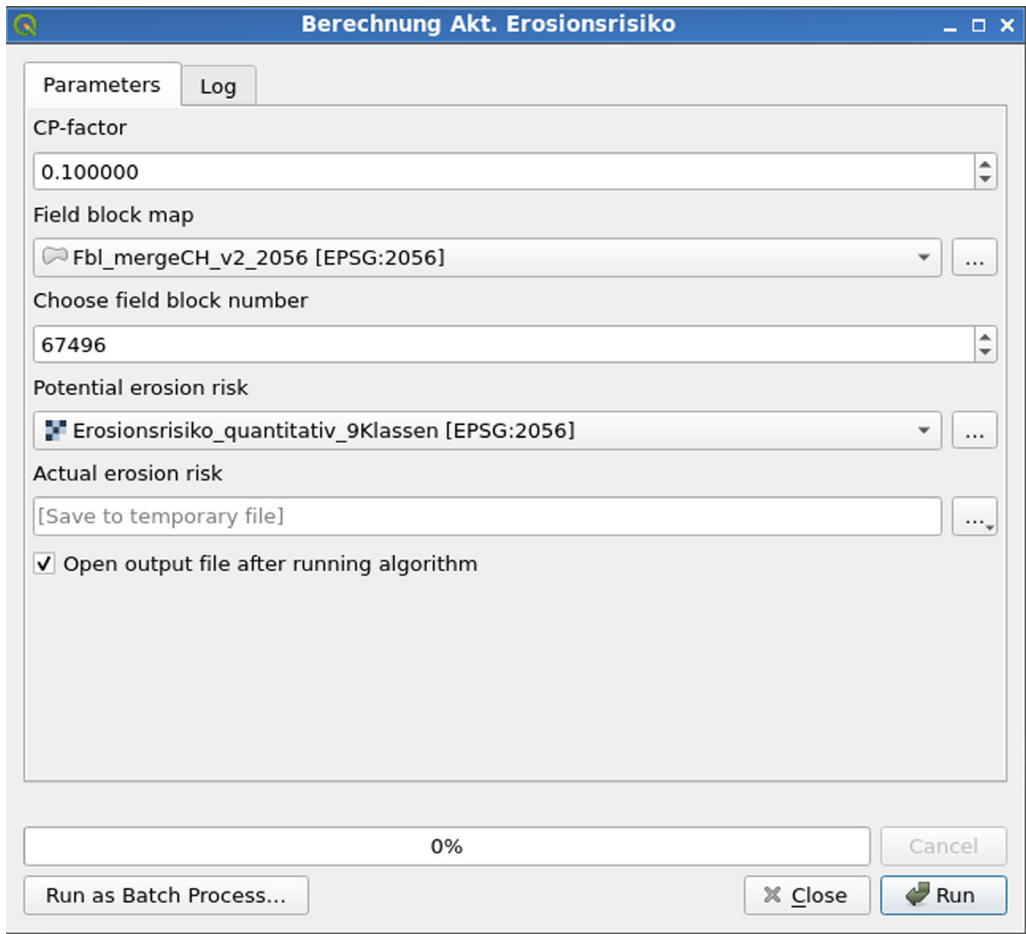 Berechnung Akt. Erosionsrisiko
Parameters
Log
CP-factor
0.100000
Field block map
Fbl_mergeCH_v2_2056 [EPSG:2056]
...
Choose field block number
67496
Potential erosion risk
Erosionsrisiko_quantitativ_9Klassen [EPSG:2056]
...
Actual erosion risk
[Save to temporary file]
...
Open output file after running algorithm
0%
Cancel
Run as Batch Process...
Close
Run